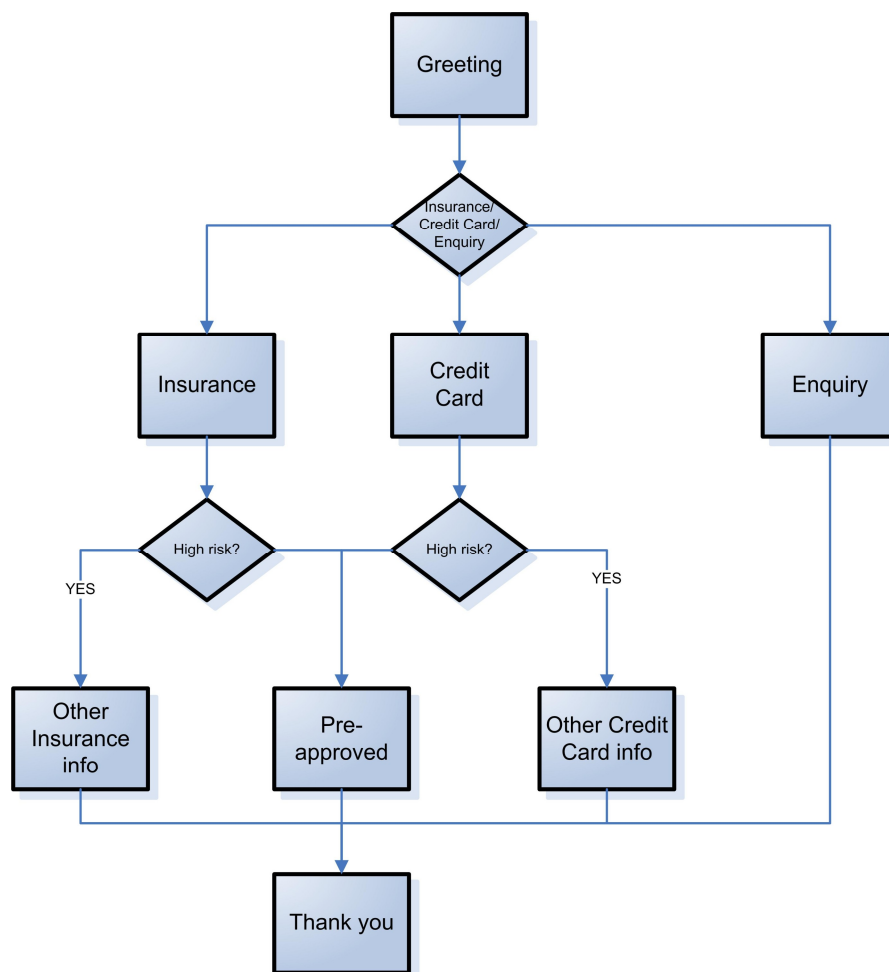 Greeting
Insurance/
Credit Card/
Enquiry
Insurance
Credit
Card
Enquiry
High risk?
High risk?
YES
YES
Other
Insurance
info
Pre-
approved
Other Credit
Card info
Thank you